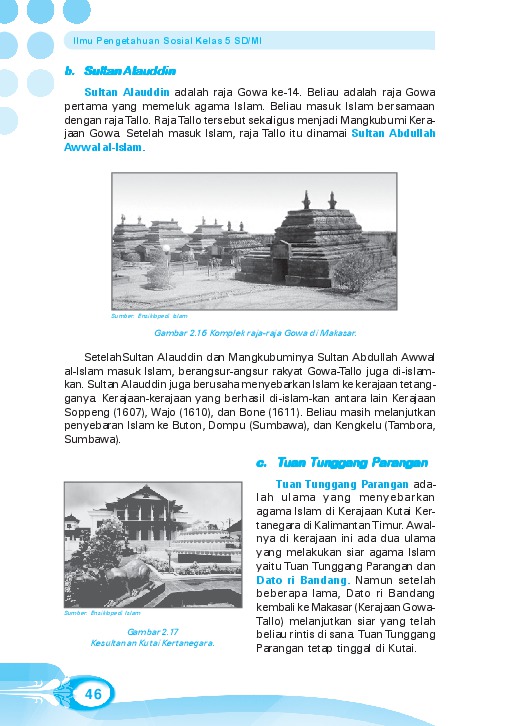 Ilmu Pengetahuan Sosial Kelas 5 SD/MI
b. Sultan Alauddin
Sultan Alauddin adalah raja Gowa ke-14. Beliau adalah raja Gowa
pertama yang memeluk agama Islam. Beliau masuk Islam bersamaan
dengan raja Tallo. Raja Tallo tersebut sekaligus menjadi Mangkubumi Kera-
jaan Gowa. Setelah masuk Islam, raja Tallo itu dinamai Sultan Abdullah
Awwal al-Islam.
Sumber: Ensiklopedi Islam
Gambar 2.16 Komplek raja-raja Gowa di Makasar.
Setelah Sultan Alauddin dan Mangkubuminya Sultan Abdullah Awwal
al-Islam masuk Islam, berangsur-angsur rakyat Gowa-Tallo juga di-islam-
kan. Sultan Alauddin juga berusaha menyebarkan Islam ke kerajaan tetang-
ganya. Kerajaan-kerajaan yang berhasil di-islam-kan antara lain Kerajaan
Soppeng (1607), Wajo (1610), dan Bone (1611). Beliau masih melanjutkan
penyebaran Islam ke Buton, Dompu (Sumbawa), dan Kengkelu (Tambora,
Sumbawa).
c. Tuan Tunggang Parangan
Tuan Tunggang Parangan ada-
lah ulama yang menyebarkan
agama Islam di Kerajaan Kutai Ker-
tanegara di Kalimantan Timur. Awal-
nya di kerajaan ini ada dua ulama
yang melakukan siar agama Islam
yaitu Tuan Tunggang Parangan dan
Dato ri Bandang. Namun setelah
beberapa lama, Dato ri Bandang
kembali ke Makasar (Kerajaan Gowa-
Tallo) melanjutkan siar yang telah
beliau rintis di sana. Tuan Tunggang
Parangan tetap tinggal di Kutai.
Sumber: Ensiklopedi Islam
Gambar 2.17
Kesultanan Kutai Kertanegara.
46